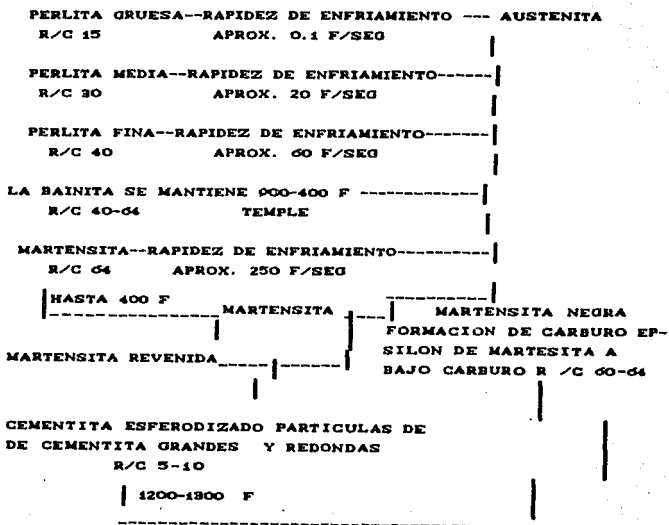 PERLITA GRUESA--RAPIDEZ DE ENFRIAMIENTO --- AUSTENITA
R/C 15 APROX. 0.1 F/SEG
PERLITA MEDIA--RAPIDEZ DE ENFRIAMIENTO------
R/C 30 APROX. 20 F/SEG
PERLITA FINA--RAPIDEZ DE ENFRIAMIENTO-------
R/C 40 APROX. 60 F/SEG
LA BAINITA SE MANTIENE 900-400 F ------------
R/C 40-64 TEMPLE
MARTENSITA--RAPIDEZ DE ENFRIAMIENTO----------
R/C 64 APROX. 250 F/SEG
HASTA 400 F
MARTENSITA
MARTENSITA NEGRA
FORMACION DE CARBURO EP-
SILON DE MARTESITA A
BAJO CARBURO R /C 60-64
MARTENSITA REVENIDA
CEMENTITA ESFERODIZADO PARTICULAS DE
DE CEMENTITA GRANDES Y REDONDAS
R/C 5-10
1200-1300 F